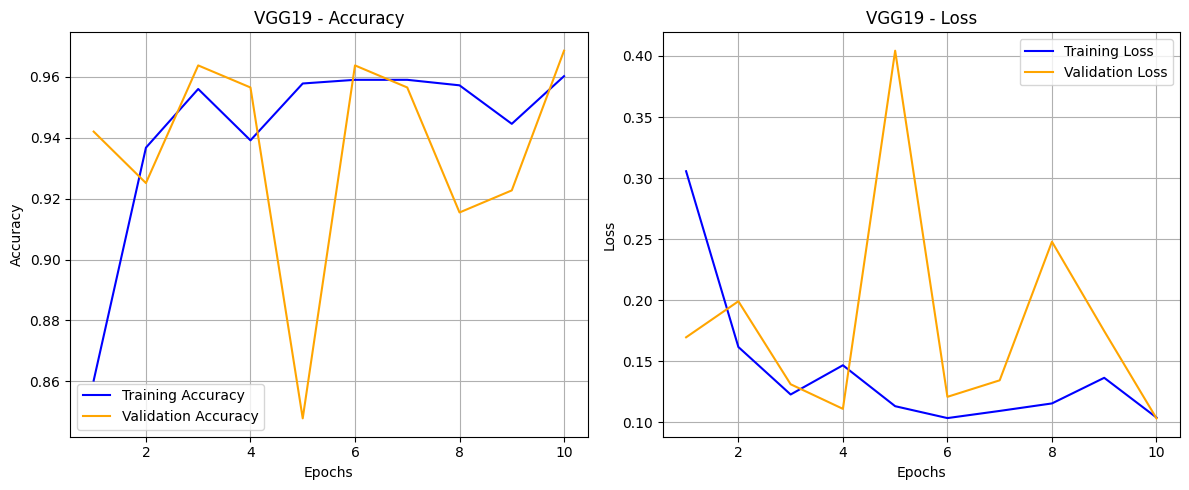 VGG19 - Accuracy
0.96
0.94
0.92
0.90
0.88
0.86
Accuracy
Training Accuracy
Validation Accuracy
2
4
6
8
10
Epochs
VGG19 - Loss
0.40
0.35
0.30
0.25
0.20
0.15
0.10
Loss
Training Loss
Validation Loss
2
4
6
8
10
Epochs